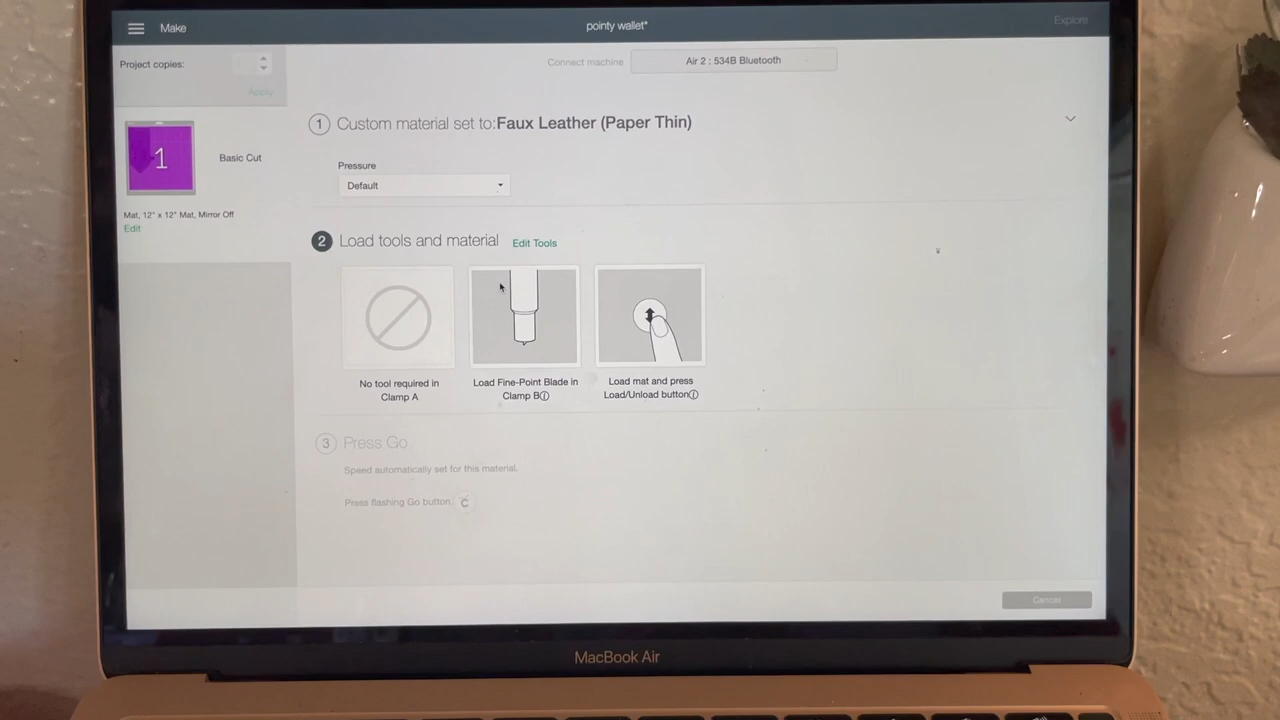 Make
pointy wallet*
Explore
Project copies:
Apply
Connect machine
Air 2 : 534B Bluetooth
1
Basic Cut
Mat, 12" x 12" Mat, Mirror Off
Edit
1 Custom material set to:Faux Leather (Paper Thin)
Pressure
Default
2 Load tools and material Edit Tools
No tool required in
Clamp A
Load Fine-Point Blade in
Clamp Bⓘ
Load mat and press
Load/Unload buttonⓘ
3 Press Go
Speed automatically set for this material.
Press flashing Go button. C
Cancel
MacBook Air